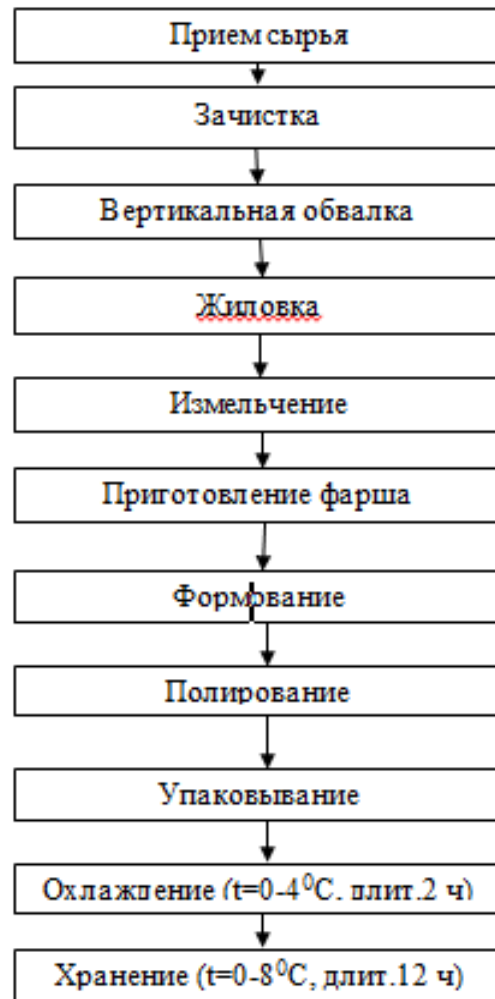 Прием сырья
Зачистка
Вертикальная обвалка
Жиловка
Измельчение
Приготовление фарша
Формование
Полирование
Упаковывание
Охлаждение (t=0-4⁰С, длит.2 ч)
Хранение (t=0-8⁰С, длит.12 ч)